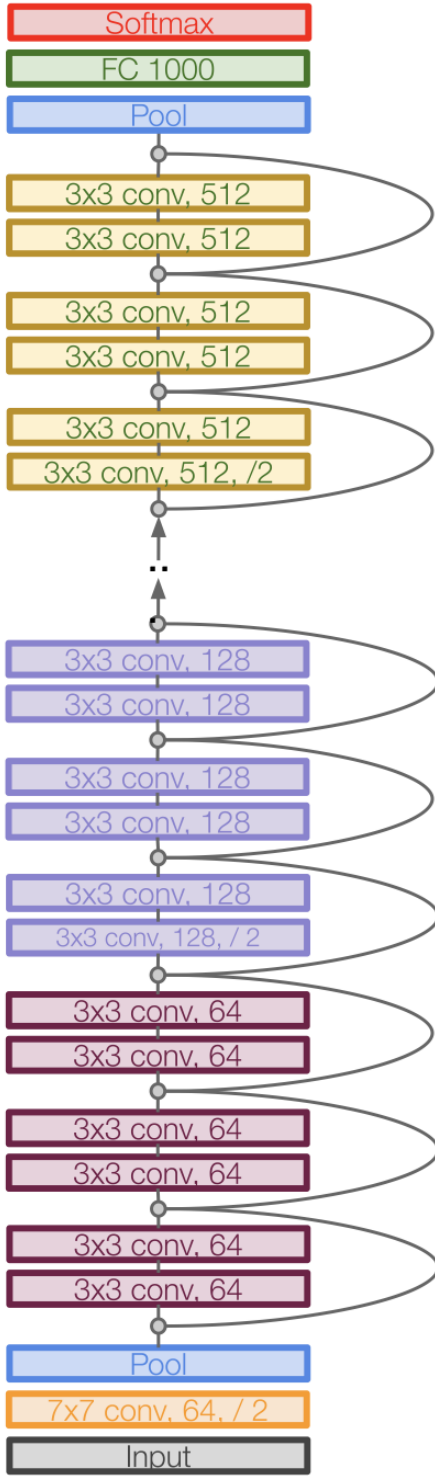 Softmax
FC 1000
Pool
3x3 conv, 512
3x3 conv, 512
3x3 conv, 512
3x3 conv, 512
3x3 conv, 512
3x3 conv, 512, /2
..
3x3 conv, 128
3x3 conv, 128
3x3 conv, 128
3x3 conv, 128
3x3 conv, 128
3x3 conv, 128, / 2
3x3 conv, 64
3x3 conv, 64
3x3 conv, 64
3x3 conv, 64
3x3 conv, 64
3x3 conv, 64
Pool
7x7 conv, 64, / 2
Input